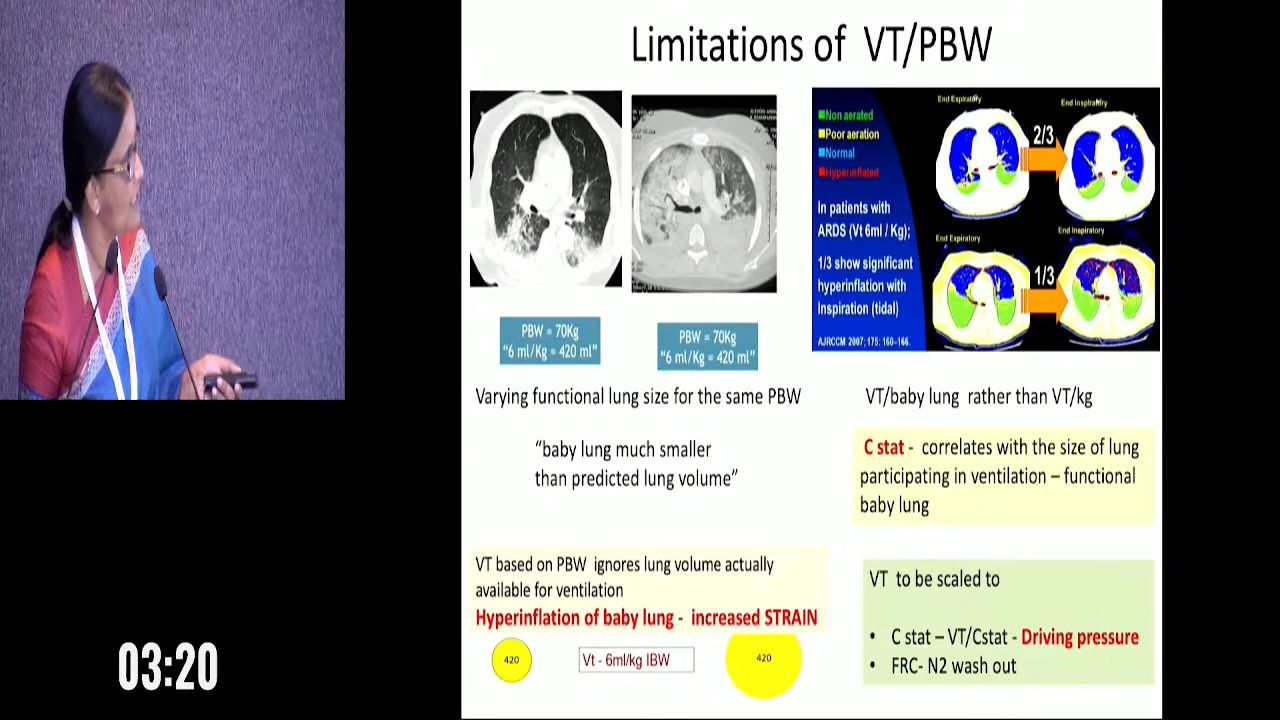 Limitations of VT/PBW
PBW = 70Kg
"6 ml/Kg = 420 ml"
PBW = 70Kg
"6 ml/Kg = 420 ml"
Varying functional lung size for the same PBW
"baby lung much smaller
than predicted lung volume"
VT based on PBW ignores lung volume actually
available for ventilation
Hyperinflation of baby lung - increased STRAIN
420
Vt - 6ml/kg IBW
420
Non aerated
Poor aeration
Normal
Hyperinflated
In patients with
ARDS (Vt 6ml / Kg);
1/3 show significant
hyperinflation with
Inspiration (tidal)
AJRCCM 2007; 175: 160–166.
End Expiratory
End Inspiratory
2/3
End Expiratory
End Inspiratory
1/3
VT/baby lung rather than VT/kg
C stat - correlates with the size of lung
participating in ventilation – functional
baby lung
VT to be scaled to
• C stat – VT/Cstat - Driving pressure
• FRC- N2 wash out
03:20